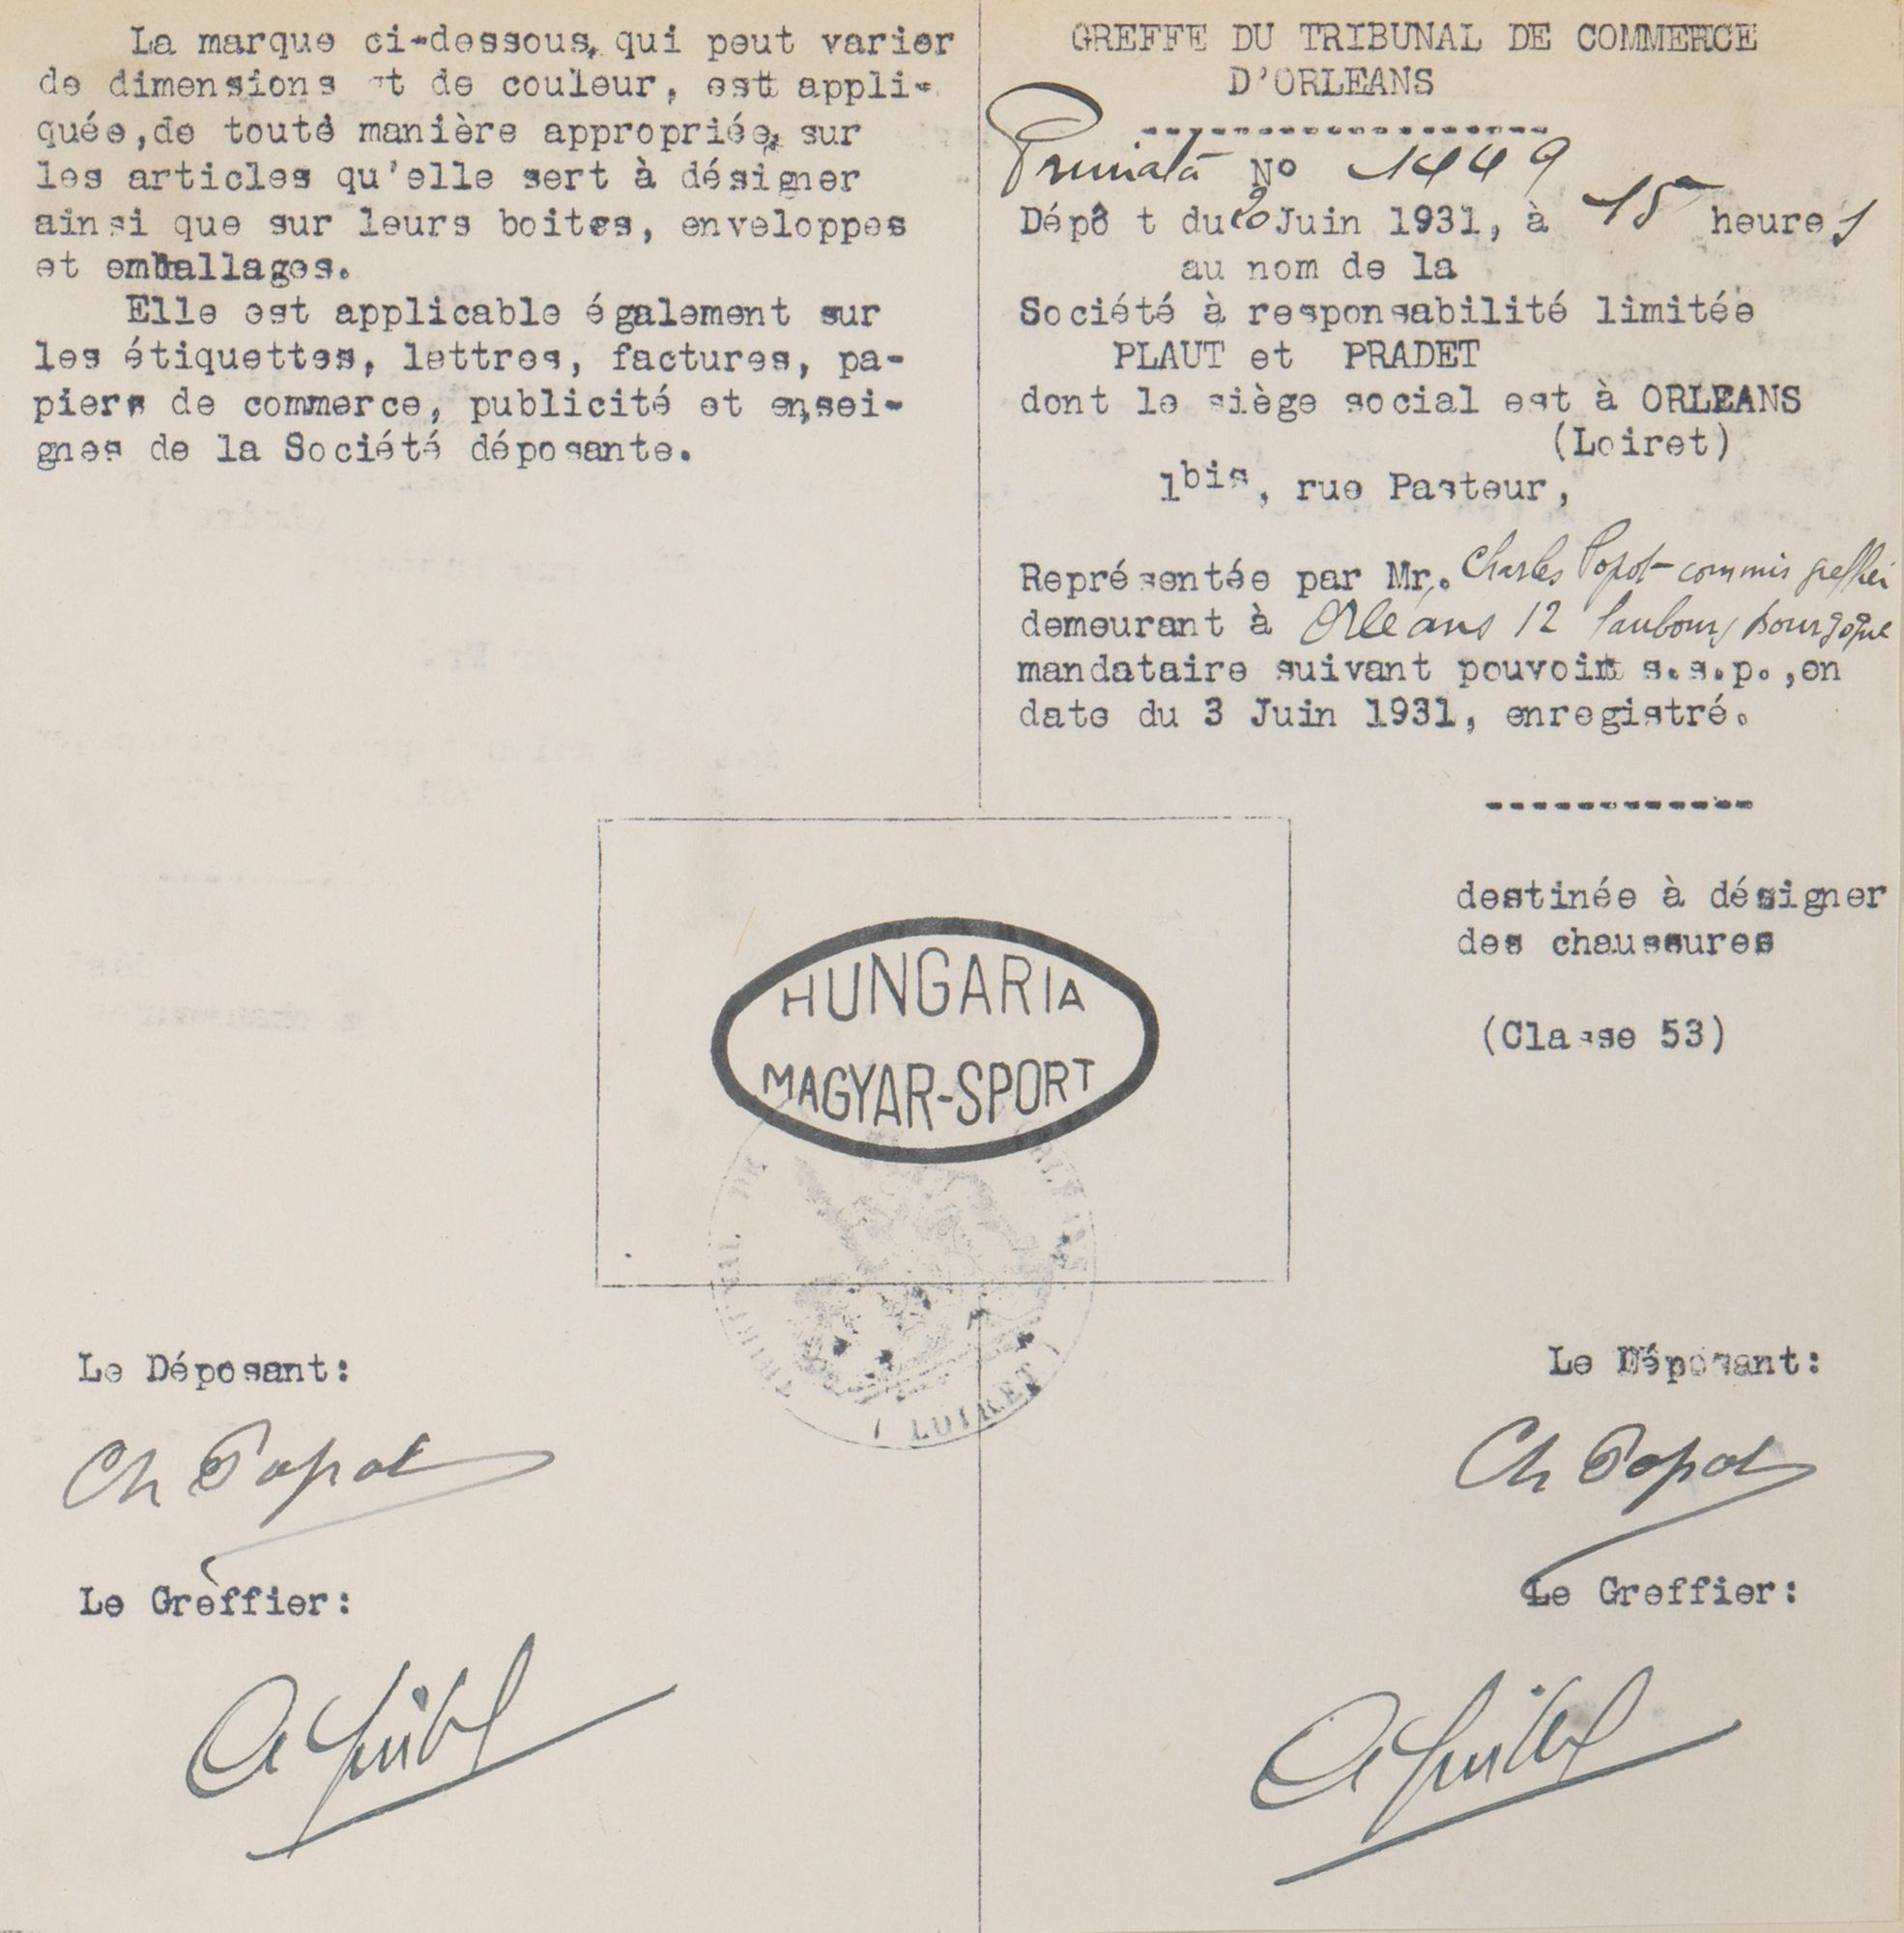 La marque ci-dessous, qui peut varier
de dimensions et de couleur, est appli-
quée, de toute manière appropriée, sur
les articles qu'elle sert à désigner
ainsi que sur leurs boites, enveloppes
et emballages.
Elle est applicable également sur
les étiquettes, lettres, factures, pa-
piers de commerce, publicité et ensei-
gnes de la Société déposante.
GREFFE DU TRIBUNAL DE COMMERCE
D'ORLEANS
-------------------
N° 1449
Dépôt du 20 Juin 1931, à 15 heures
au nom de la
Société à responsabilité limitée
PLAUT et PRADET
dont le siège social est à ORLEANS
(Loiret)
1bis, rue Pasteur,
Représentée par Mr. Charles Popot commis greffier
demeurant à Orléans 12 faubourg Bourgogne
mandataire suivant pouvoir s.s.p., en
date du 3 Juin 1931, enregistré.
------------
destinée à désigner
des chaussures
(Classe 53)
HUNGARIA
MAGYAR-SPORT
TRIBUNAL DE
(LOIRET)
Le Déposant:
Ch Popot
Le Greffier:
Le Déposant:
Ch Popot
Le Greffier: